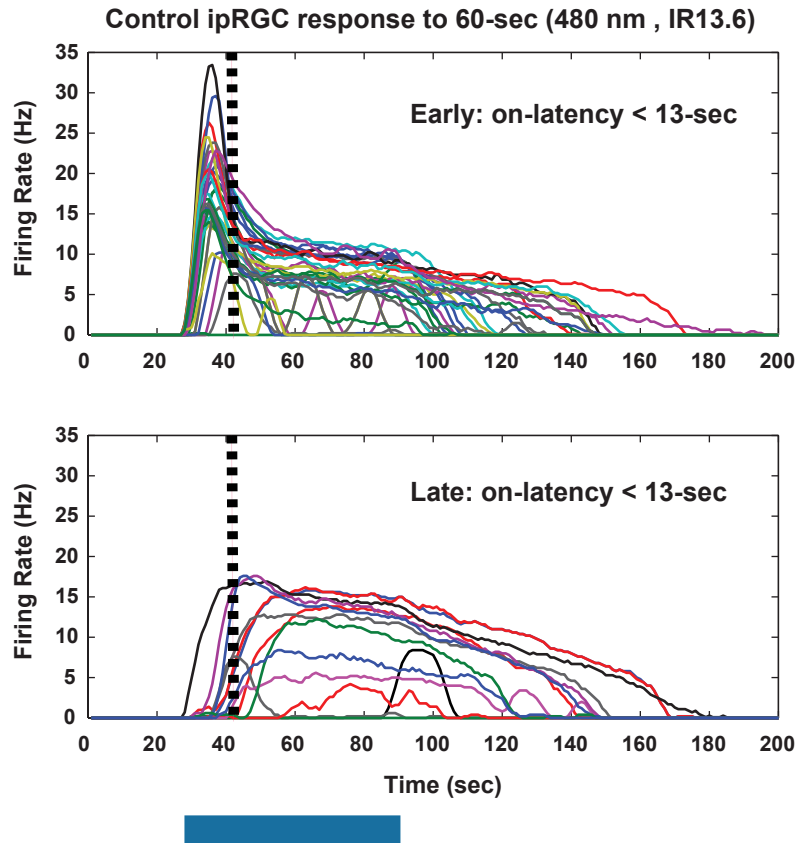 Control ipRGC response to 60-sec (480 nm , IR13.6)
35
30
25
20
15
10
5
0
Firing Rate (Hz)
Early: on-latency < 13-sec
0 20 40 60 80 100 120 140 160 180 200
35
30
25
20
15
10
5
0
Firing Rate (Hz)
Late: on-latency < 13-sec
0 20 40 60 80 100 120 140 160 180 200
Time (sec)